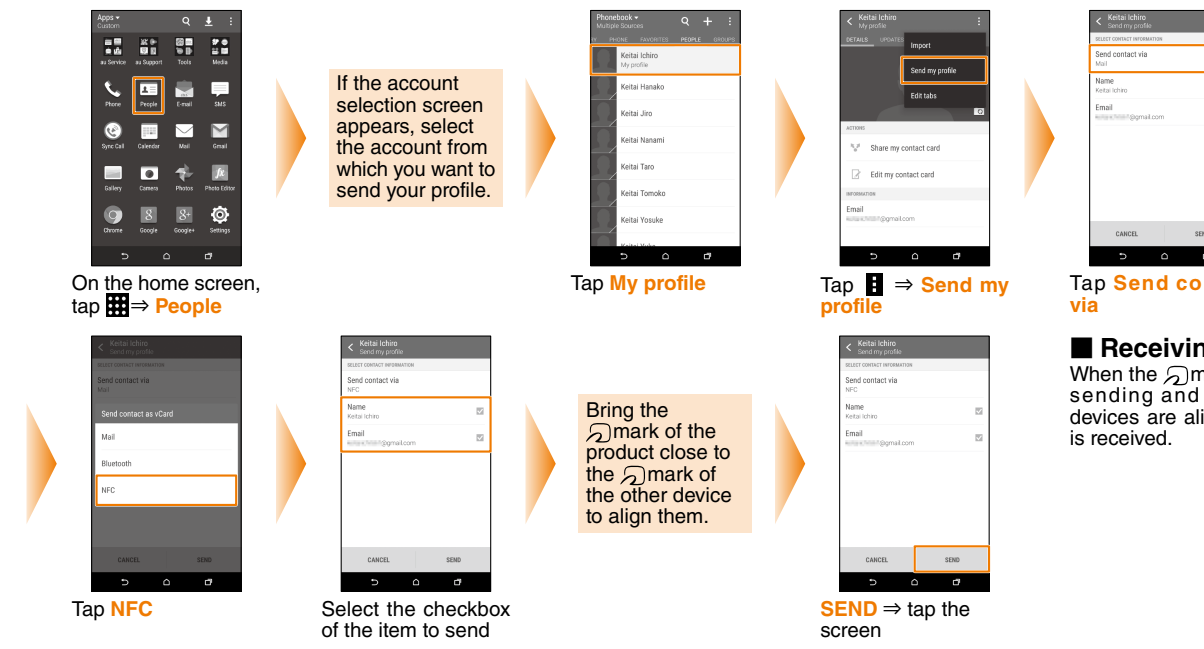 Apps
Custom
au Service au Support Tools Media
Phone People E-mail SMS
Sync Call Calendar Mail Gmail
Gallery Camera Photos Photo Editor
Chrome Google Google+ Settings
On the home screen,
tap ⇒ People
If the account
selection screen
appears, select
the account from
which you want to
send your profile.
Phonebook
Multiple Sources
PHONE FAVORITES PEOPLE GROUPS
Keitai Ichiro
My profile
Keitai Hanako
Keitai Jiro
Keitai Nanami
Keitai Taro
Keitai Tomoko
Keitai Yosuke
Tap My profile
Keitai Ichiro
My profile
DETAILS UPDATES
Import
Send my profile
Edit tabs
ACTIONS
Share my contact card
Edit my contact card
INFORMATION
Email
@gmail.com
Tap ⇒ Send my
profile
Keitai Ichiro
Send my profile
SELECT CONTACT INFORMATION
Send contact via
Mail
Name
Keitai Ichiro
Email
@gmail.com
CANCEL
Tap Send co
via
Keitai Ichiro
Send my profile
SELECT CONTACT INFORMATION
Send contact via
Mail
Send contact as vCard
Mail
Bluetooth
NFC
CANCEL SEND
Tap NFC
Keitai Ichiro
Send my profile
SELECT CONTACT INFORMATION
Send contact via
NFC
Name
Keitai Ichiro
Email
@gmail.com
CANCEL SEND
Select the checkbox
of the item to send
Bring the
mark of the
product close to
the mark of
the other device
to align them.
Keitai Ichiro
Send my profile
SELECT CONTACT INFORMATION
Send contact via
NFC
Name
Keitai Ichiro
Email
@gmail.com
CANCEL SEND
SEND ⇒ tap the
screen
■ Receivin
When the m
sending and
devices are ali
is received.